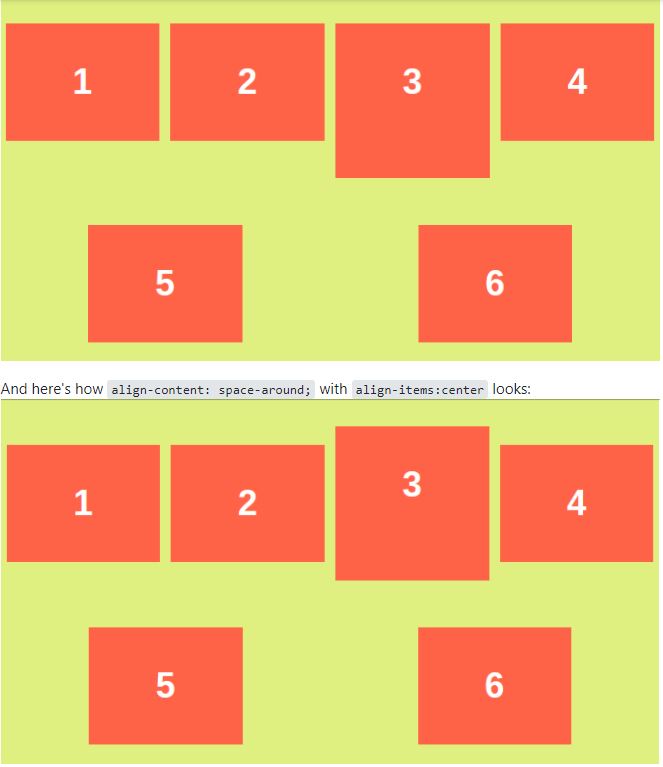 1 2 3 4
5 6
And here's how align-content: space-around; with align-items:center looks:
1 2 3 4
5 6